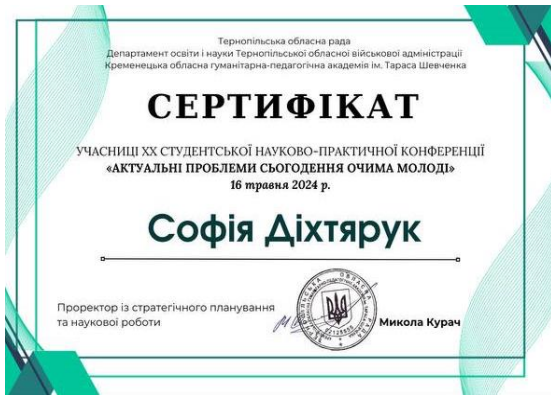 Тернопільська обласна рада
Департамент освіти і науки Тернопільської обласної військової адміністрації
Кременецька обласна гуманітарна-педагогічна академія ім. Тараса Шевченка
СЕРТИФІКАТ
УЧАСНИЦІ ХХ СТУДЕНТСЬКОЇ НАУКОВО-ПРАКТИЧНОЇ КОНФЕРЕНЦІЇ
«АКТУАЛЬНІ ПРОБЛЕМИ СЬОГОДЕННЯ ОЧИМА МОЛОДІ»
16 травня 2024 р.
Софія Діхтярук
Проректор із стратегічного планування
та наукової роботи
Микола Курач